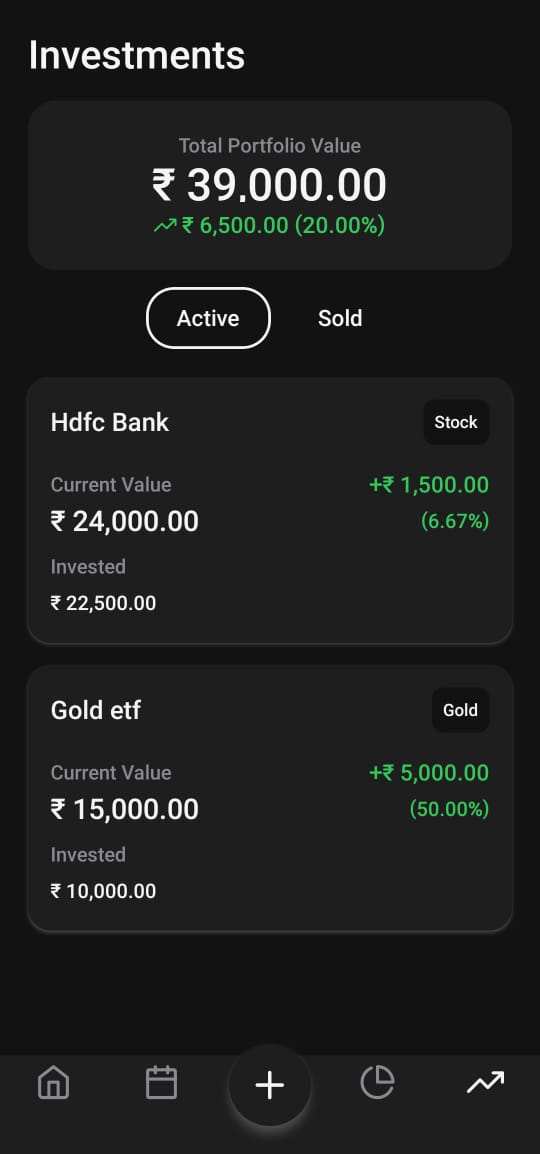 Investments
Total Portfolio Value
₹ 39,000.00
₹ 6,500.00 (20.00%)
Active
Sold
Hdfc Bank
Stock
Current Value
+₹ 1,500.00
₹ 24,000.00
(6.67%)
Invested
₹ 22,500.00
Gold etf
Gold
Current Value
+₹ 5,000.00
₹ 15,000.00
(50.00%)
Invested
₹ 10,000.00